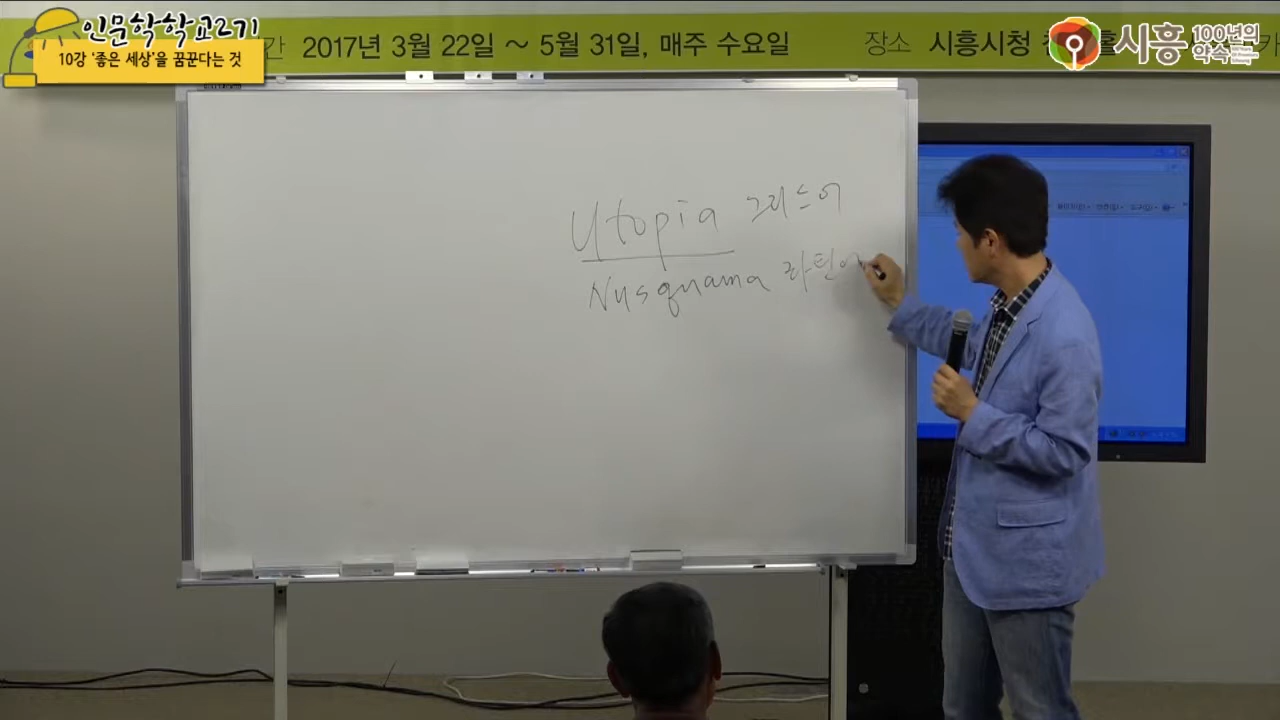 인문학학교2기
10강 '좋은 세상'을 꿈꾼다는 것
간 2017년 3월 22일 ~ 5월 31일, 매주 수요일 장소 시흥시청
시흥 100년의 약속
Utopia 그리스어
Nusquama 라틴어